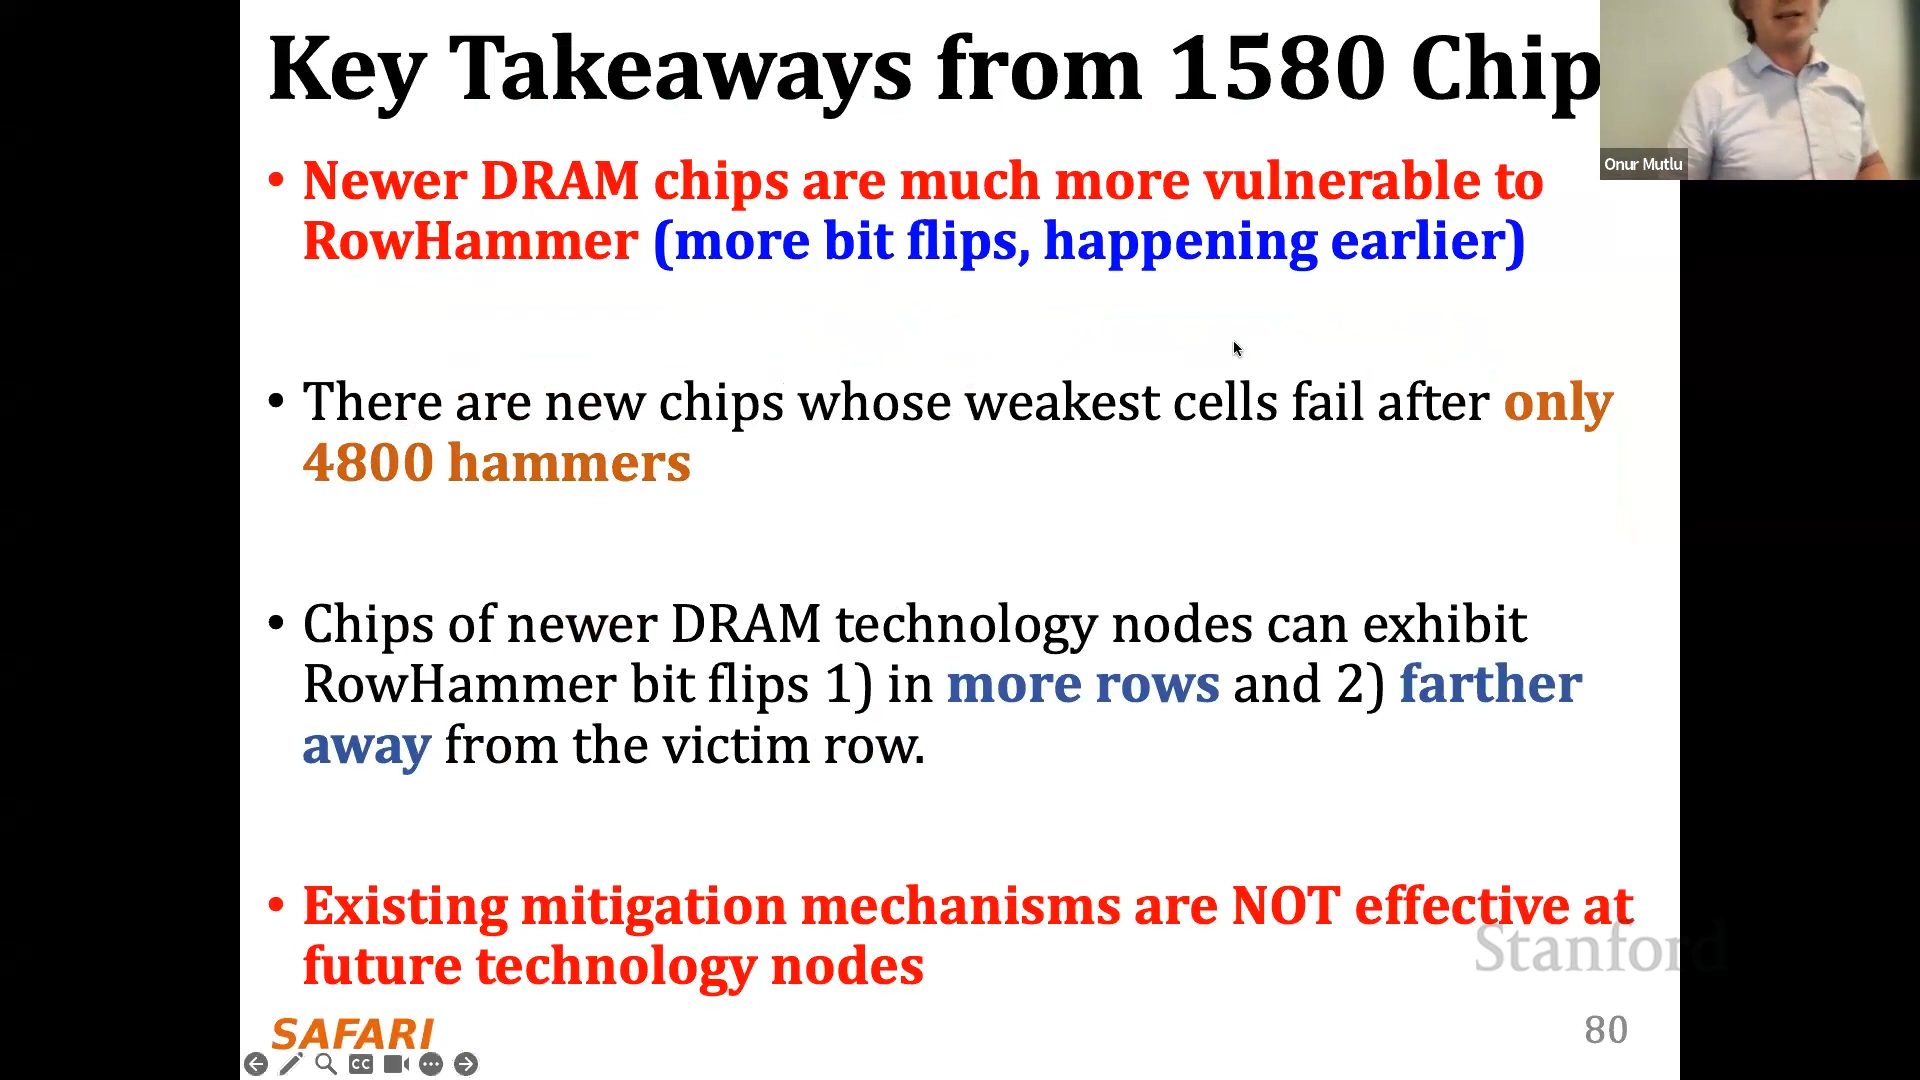 Key Takeaways from 1580 Chip
Onur Mutlu
• Newer DRAM chips are much more vulnerable to
RowHammer (more bit flips, happening earlier)
• There are new chips whose weakest cells fail after only
4800 hammers
• Chips of newer DRAM technology nodes can exhibit
RowHammer bit flips 1) in more rows and 2) farther
away from the victim row.
• Existing mitigation mechanisms are NOT effective at
future technology nodes
Stanford
SAFARI
80
CC